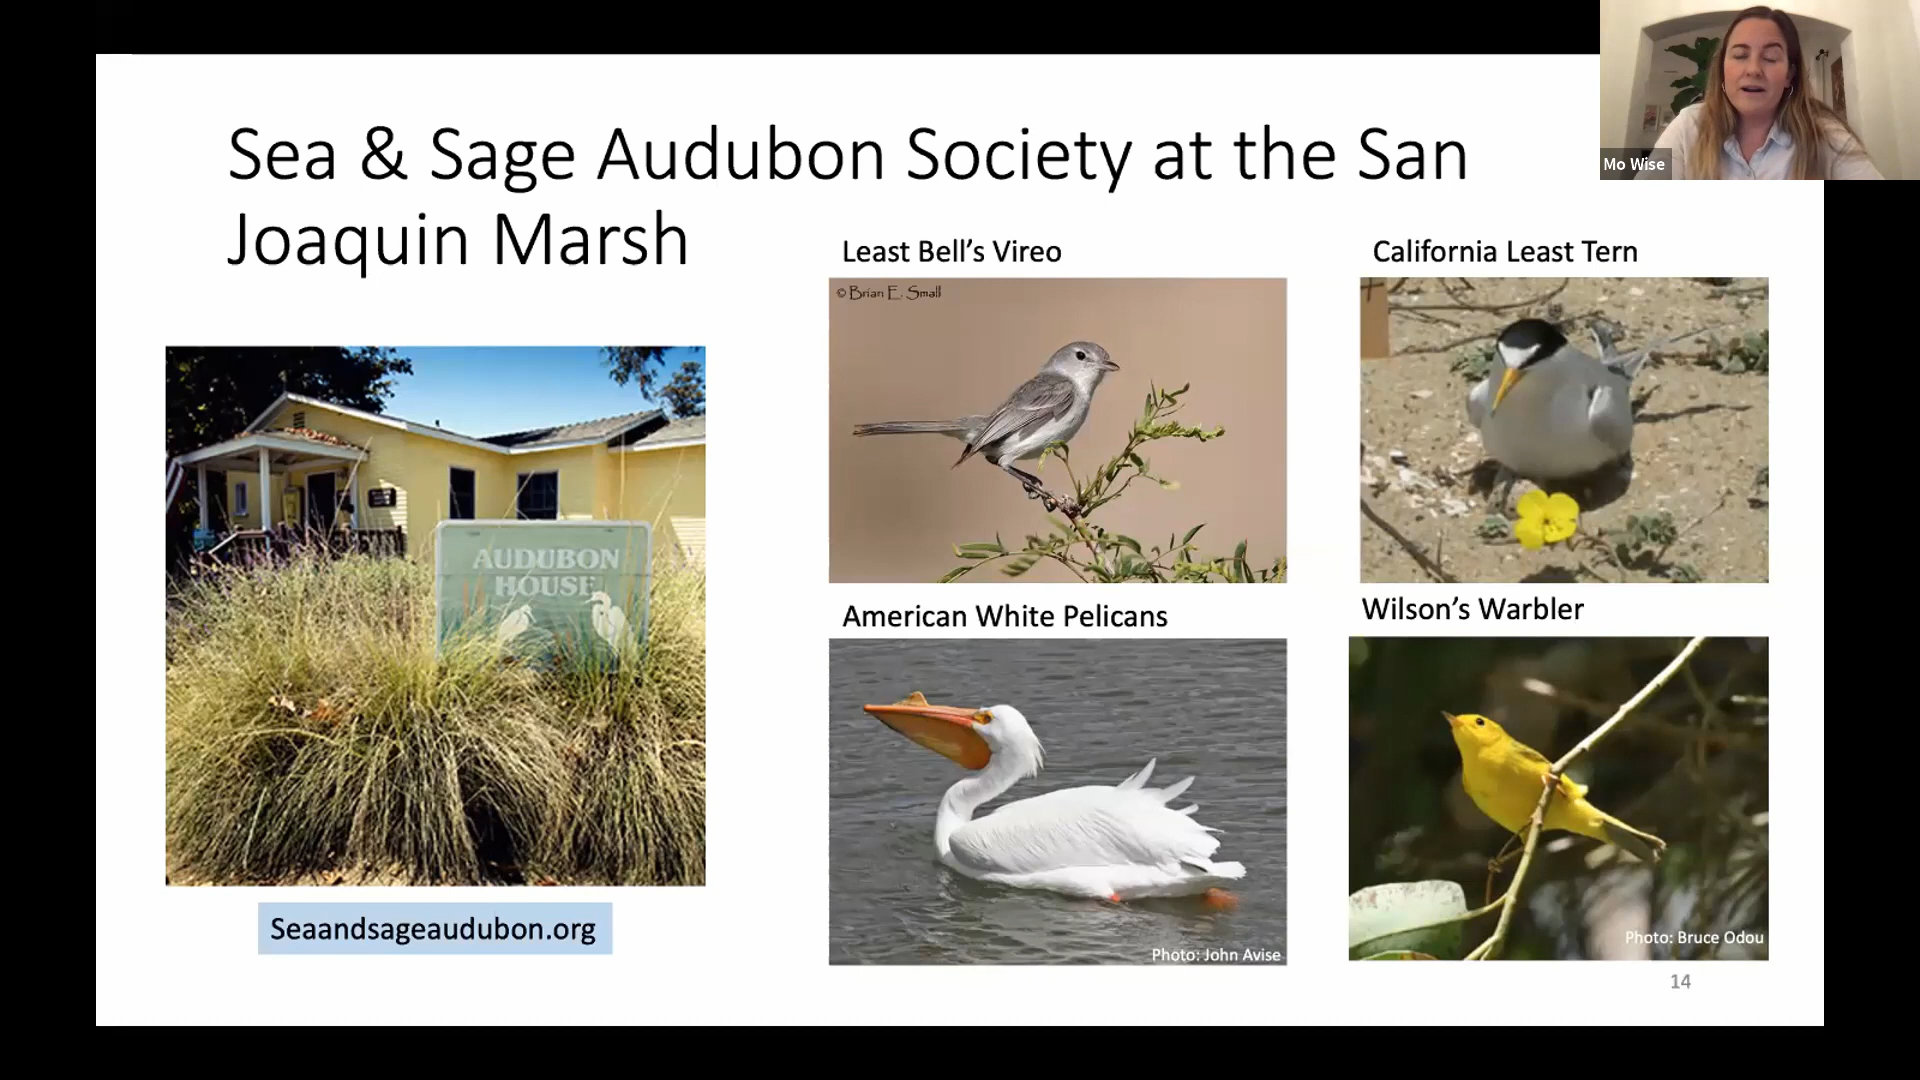 Sea & Sage Audubon Society at the San
Joaquin Marsh
Mo Wise
Least Bell's Vireo
California Least Tern
© Brian E. Small
AUDUBON
HOUSE
American White Pelicans
Wilson's Warbler
Photo: John Avise
Photo: Bruce Odou
Seaandsageaudubon.org
14